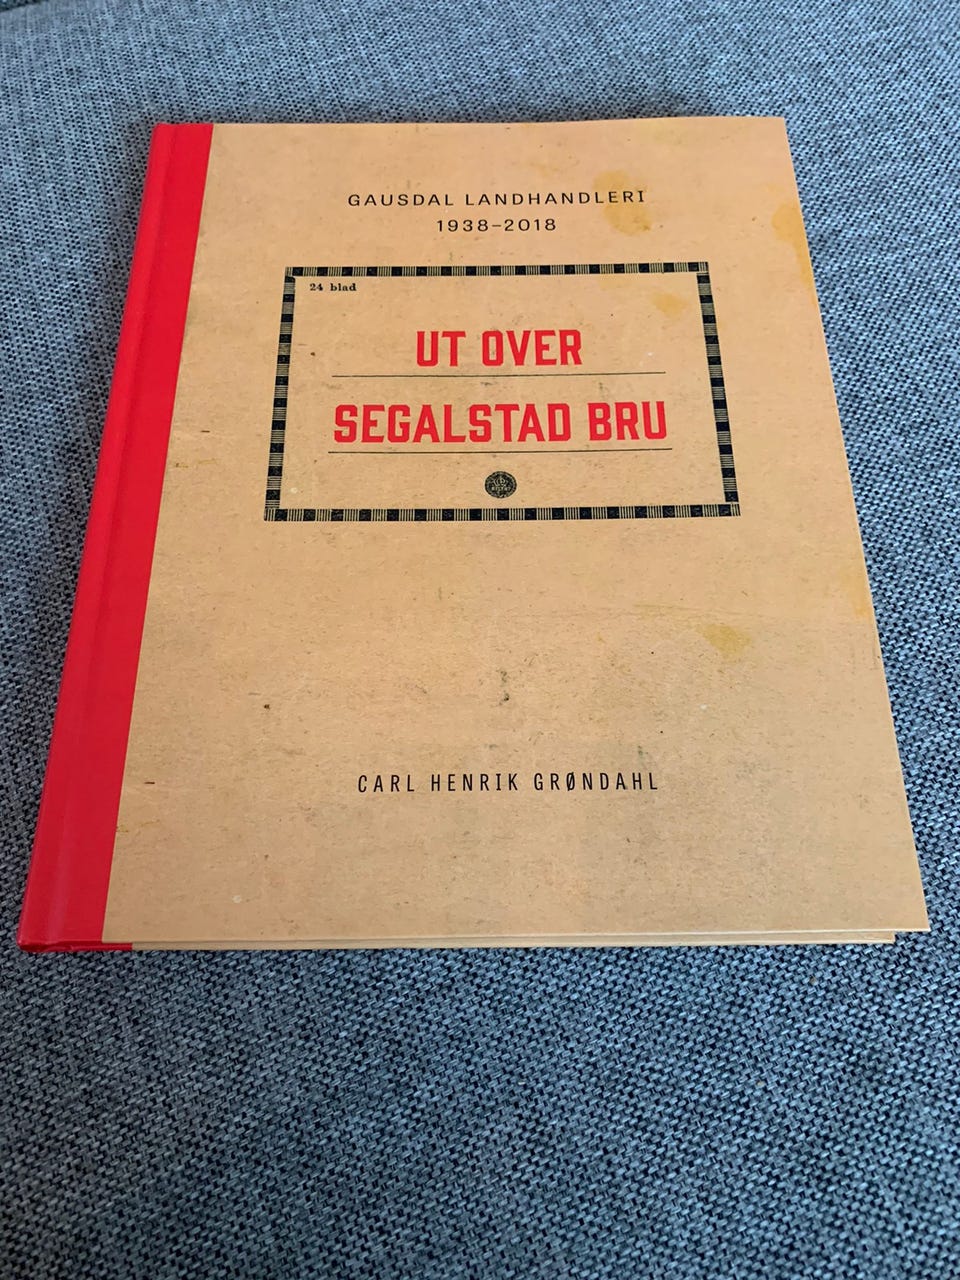 GAUSDAL LANDHANDLERI
1938–2018
24 blad
UT OVER
SEGALSTAD BRU
CARL HENRIK GRØNDAHL